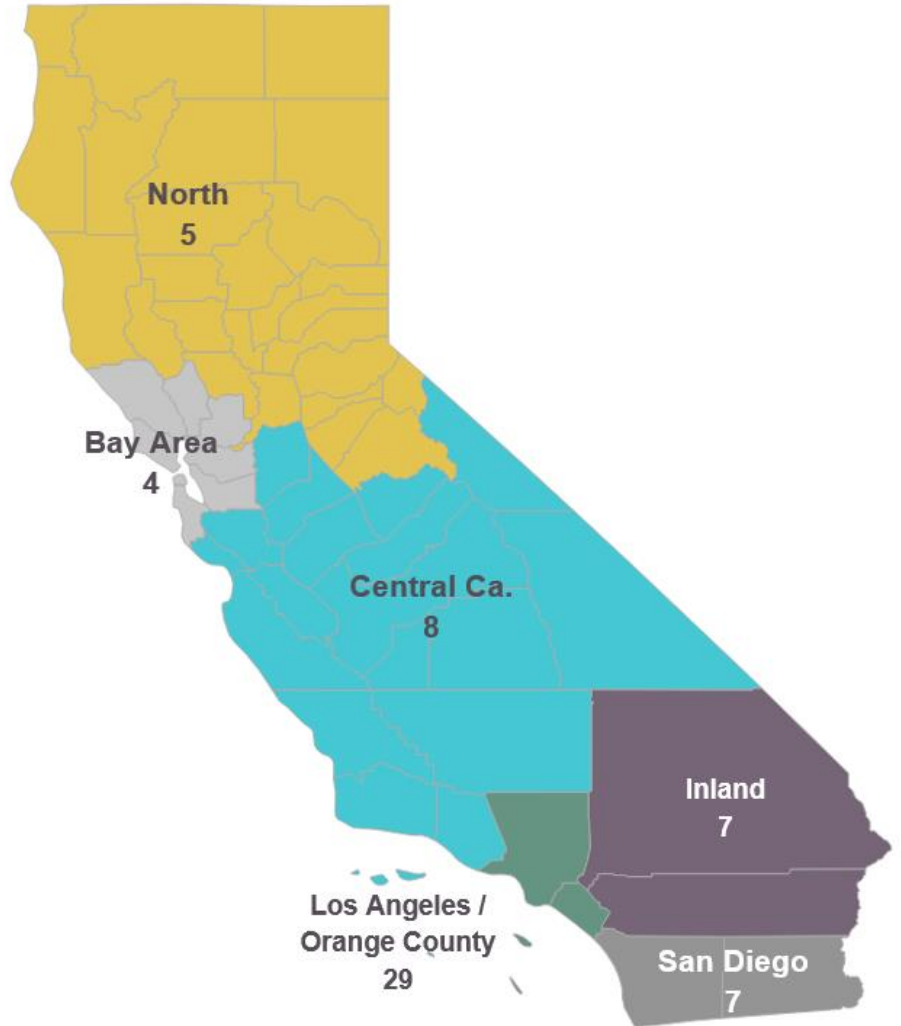 North
5
Bay Area
4
Central Ca.
8
Inland
7
Los Angeles /
Orange County
29
San Diego
7